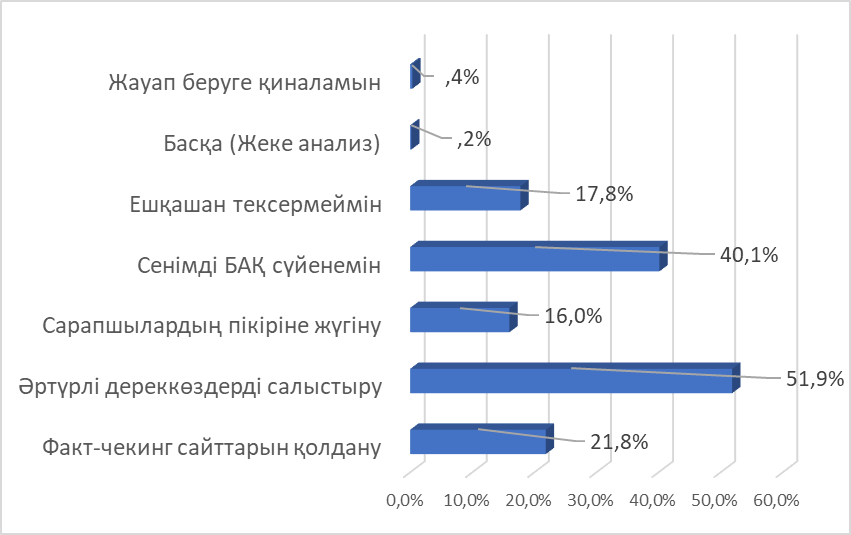 Жауап беруге қиналамын
,4%
Басқа (Жеке анализ)
,2%
Ешқашан тексермеймін
17,8%
Сенімді БАҚ сүйенемін
40,1%
Сарапшылардың пікіріне жүгіну
16,0%
Әртүрлі дереккөздерді салыстыру
51,9%
Факт-чекинг сайттарын қолдану
21,8%
0,0% 10,0% 20,0% 30,0% 40,0% 50,0% 60,0%